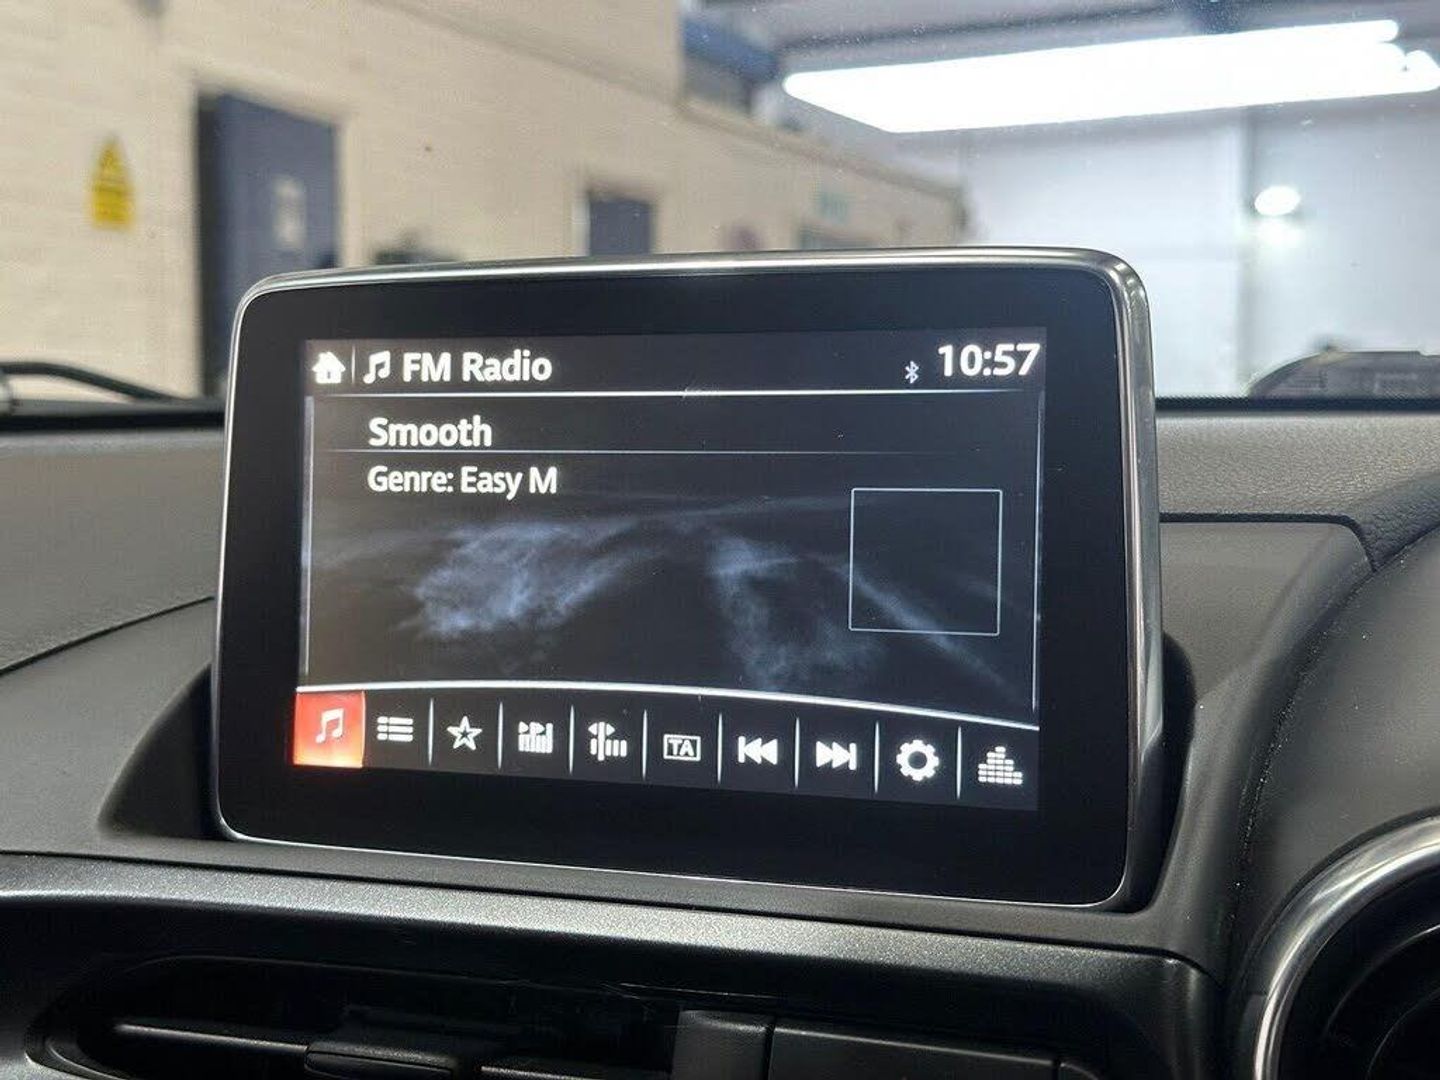 FM Radio
10:57
Smooth
Genre: Easy M
TA